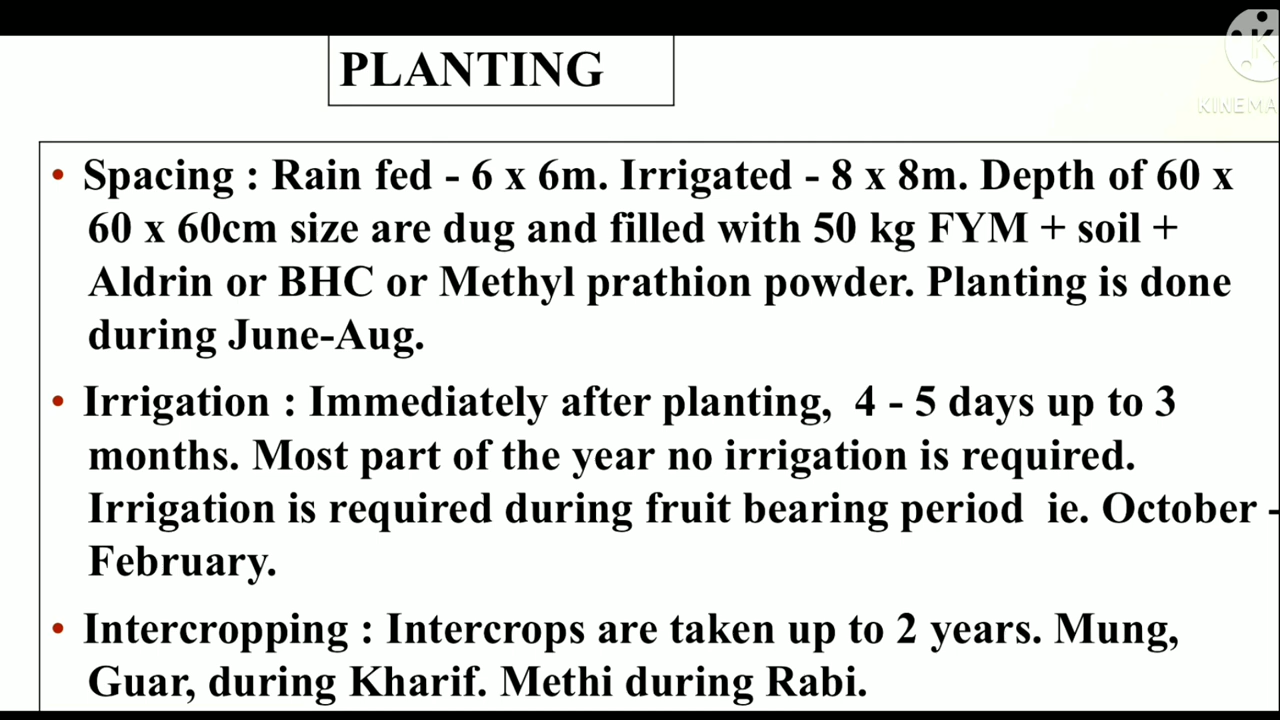 PLANTING
KINEMA
• Spacing : Rain fed - 6 x 6m. Irrigated - 8 x 8m. Depth of 60 x
60 x 60cm size are dug and filled with 50 kg FYM + soil +
Aldrin or BHC or Methyl prathion powder. Planting is done
during June-Aug.
• Irrigation : Immediately after planting, 4 - 5 days up to 3
months. Most part of the year no irrigation is required.
Irrigation is required during fruit bearing period ie. October -
February.
• Intercropping : Intercrops are taken up to 2 years. Mung,
Guar, during Kharif. Methi during Rabi.